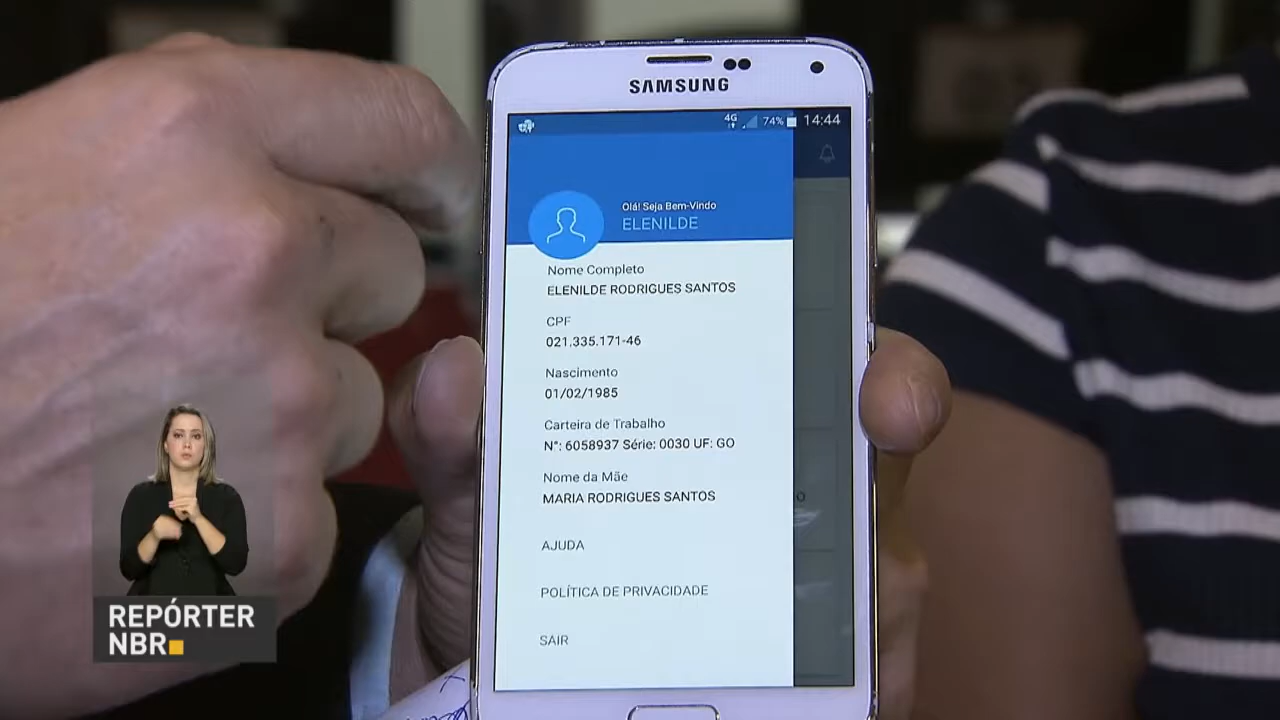 SAMSUNG
4G 74% 14:44
Olá! Seja Bem-Vindo
ELENILDE
Nome Completo
ELENILDE RODRIGUES SANTOS
CPF
021.335.171-46
Nascimento
01/02/1985
Carteira de Trabalho
N°: 6058937 Série: 0030 UF: GO
Nome da Mãe
MARIA RODRIGUES SANTOS
AJUDA
POLÍTICA DE PRIVACIDADE
SAIR
REPÓRTER
NBR